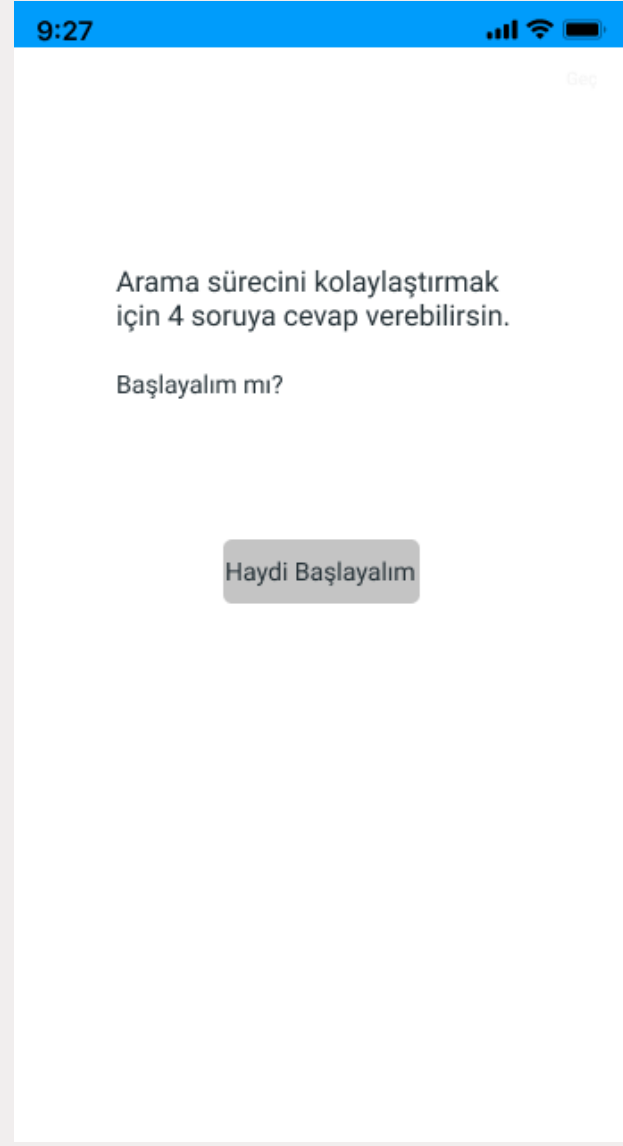 9:27
Geç
Arama sürecini kolaylaştırmak
için 4 soruya cevap verebilirsin.
Başlayalım mı?
Haydi Başlayalım